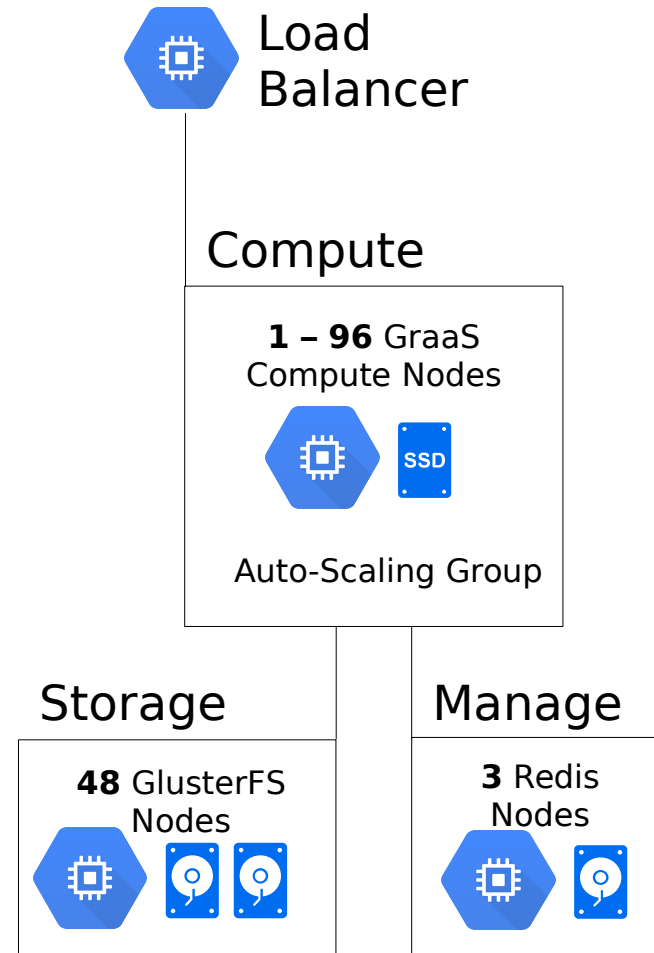 Load
Balancer
Compute
1 – 96 GraaS
Compute Nodes
SSD
Auto-Scaling Group
Storage
48 GlusterFS
Nodes
Manage
3 Redis
Nodes